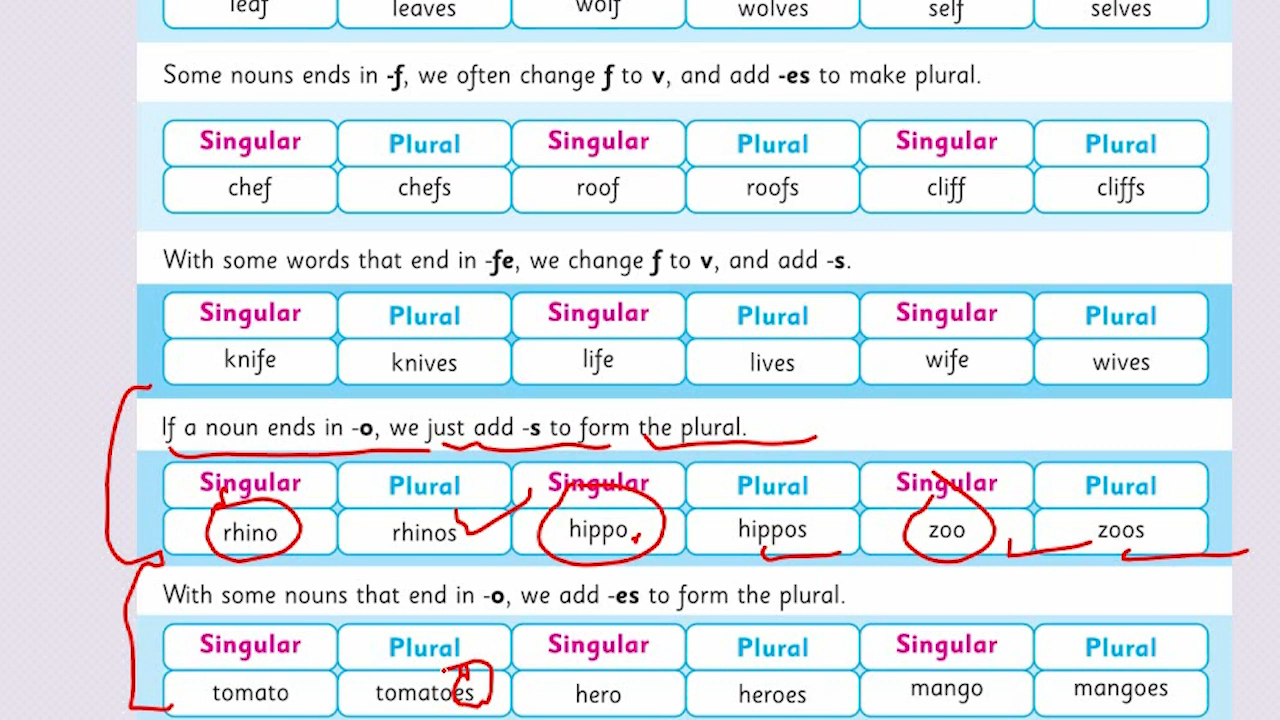 leaf leaves wolf wolves self selves
Some nouns ends in -f, we often change f to v, and add -es to make plural.
Singular Plural Singular Plural Singular Plural
chef chefs roof roofs cliff cliffs
With some words that end in -fe, we change f to v, and add -s.
Singular Plural Singular Plural Singular Plural
knife knives life lives wife wives
If a noun ends in -o, we just add -s to form the plural.
Singular Plural Singular Plural Singular Plural
rhino rhinos hippo hippos zoo zoos
With some nouns that end in -o, we add -es to form the plural.
Singular Plural Singular Plural Singular Plural
tomato tomatoes hero heroes mango mangoes